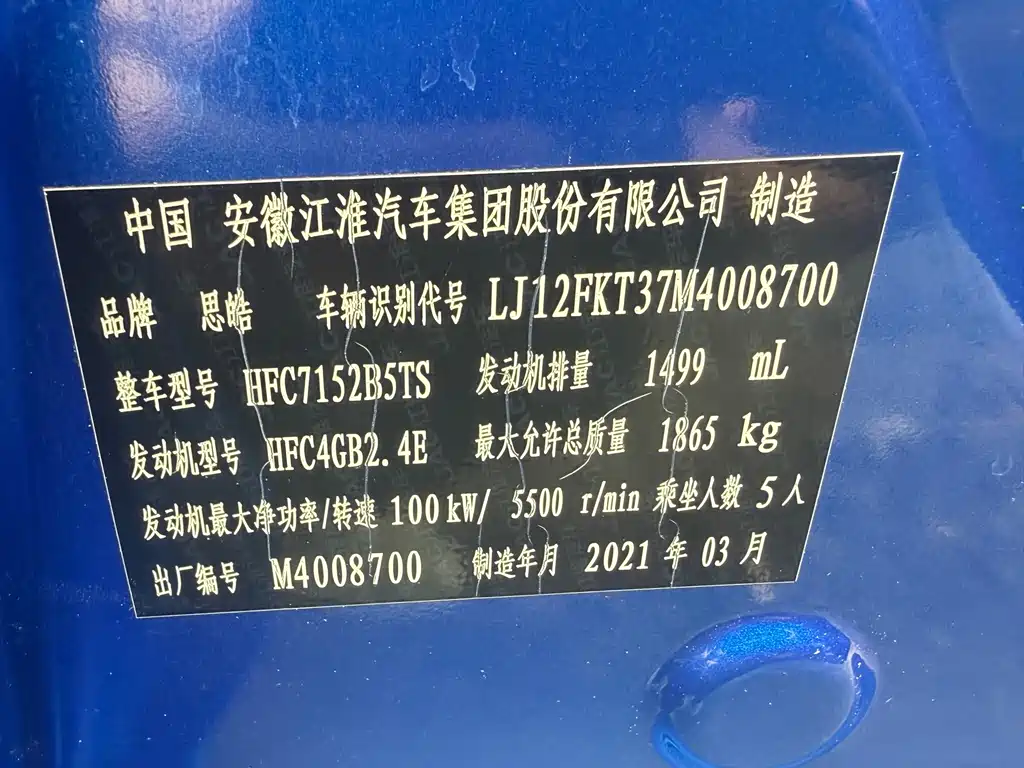 中国 安徽江淮汽车集团股份有限公司 制造
品牌 思皓 车辆识别代号 LJ12FKT37M4008700
整车型号 HFC7152B5TS 发动机排量 1499 mL
发动机型号 HFC4GB2.4E 最大允许总质量 1865 kg
发动机最大净功率/转速 100 kW/ 5500 r/min 乘坐人数 5 人
出厂编号 M4008700 制造年月 2021 年 03 月